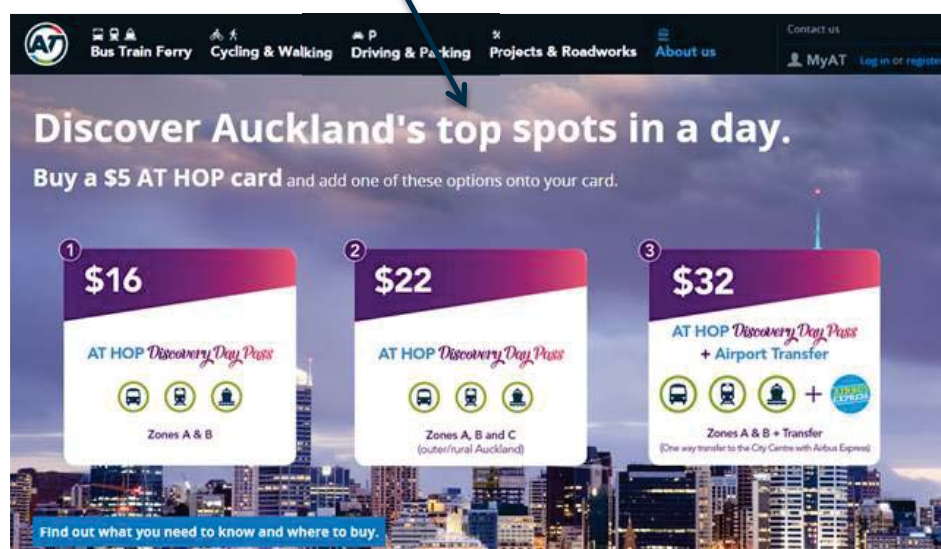 AT
Bus Train Ferry
Cycling & Walking
Driving & Parking
Projects & Roadworks
About us
Contact us
MyAT Log in or register
Discover Auckland's top spots in a day.
Buy a $5 AT HOP card and add one of these options onto your card.
1
$16
AT HOP Discovery Day Pass
Zones A & B
2
$22
AT HOP Discovery Day Pass
Zones A, B and C
(outer/rural Auckland)
3
$32
AT HOP Discovery Day Pass
+ Airport Transfer
+
AIRBUS
EXPRESS
Zones A & B + Transfer
(One way transfer to the City Centre with Airbus Express)
Find out what you need to know and where to buy.